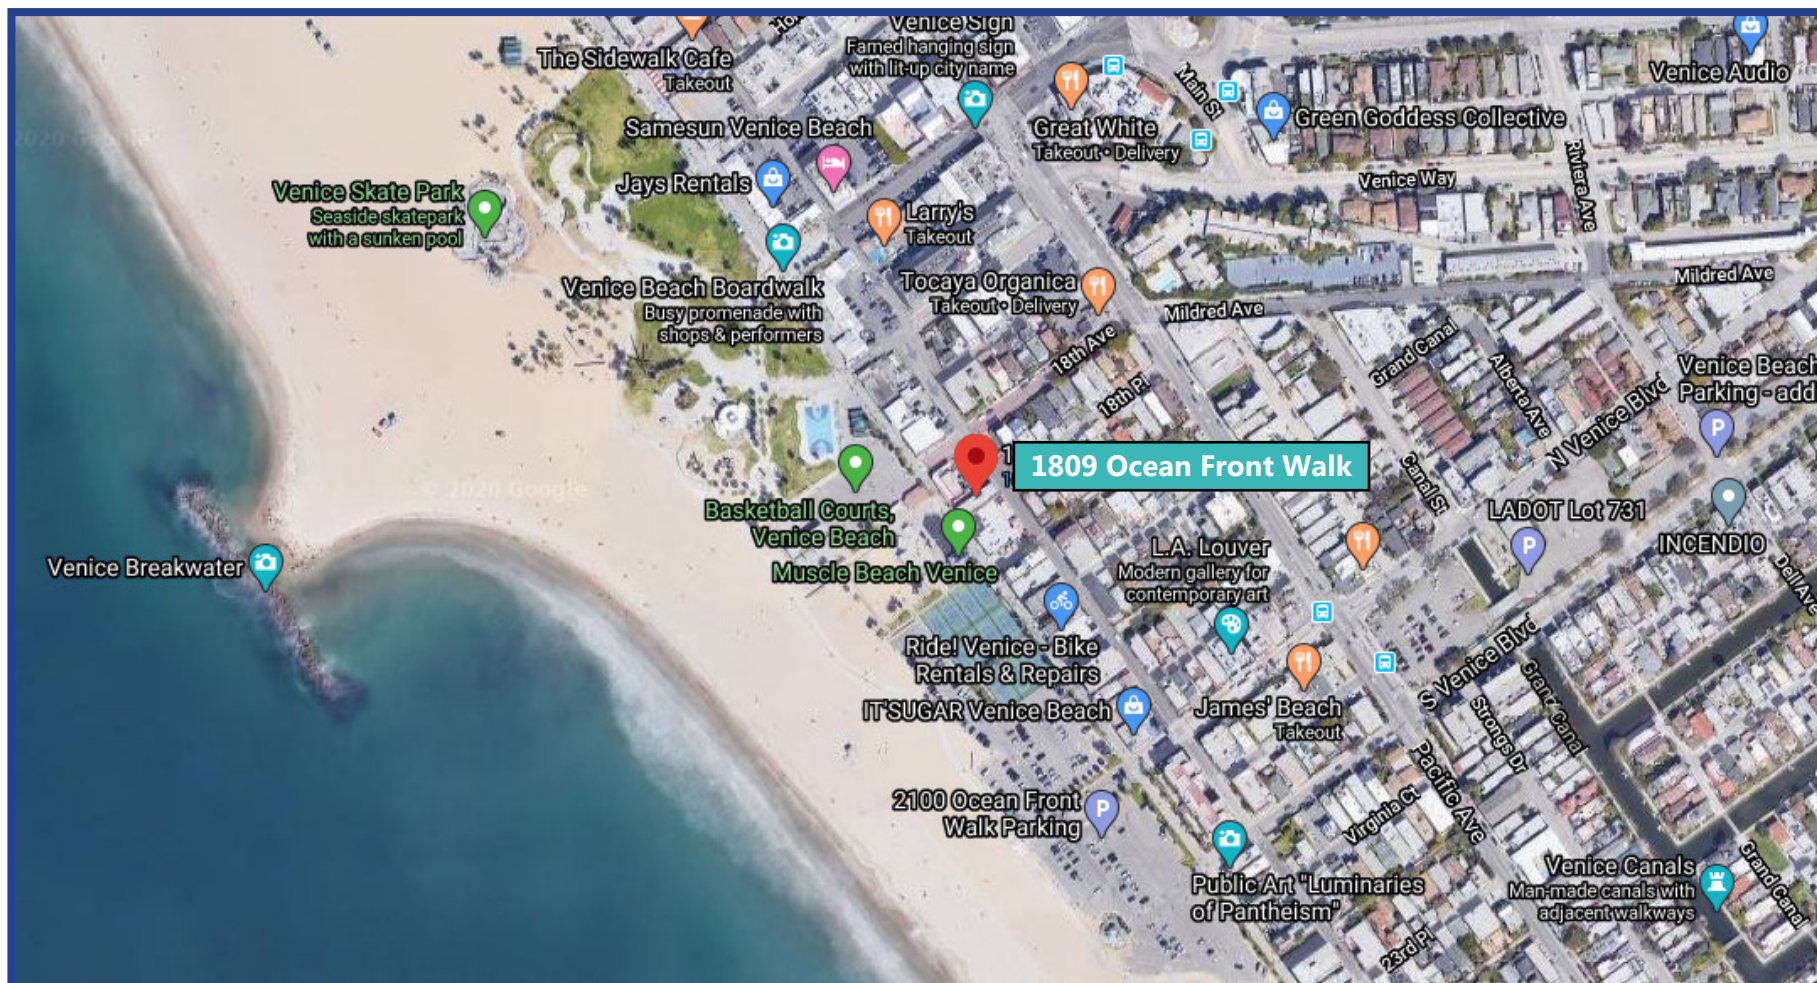 Venice Sign
Famed hanging sign
with lit-up city name
The Sidewalk Cafe
Takeout
Venice Audio
Main St
Great White
Takeout • Delivery
Green Goddess Collective
Samesun Venice Beach
2020 Google
Riviera Ave
Venice Way
Jays Rentals
Venice Skate Park
Seaside skatepark
with a sunken pool
Larry's
Takeout
Tocaya Organica
Takeout • Delivery
Mildred Ave
Mildred Ave
Venice Beach Boardwalk
Busy promenade with
shops & performers
18th Ave
18th Pl
Grand Canal
Alberta Ave
N Venice Blvd
Venice Beach
Parking - add
1809 Ocean Front Walk
© 2020 Google
Canal St
LADOT Lot 731
INCENDIO
Basketball Courts,
Venice Beach
Muscle Beach Venice
L.A. Louver
Modern gallery for
contemporary art
Venice Breakwater
Dell Ave
Ride! Venice - Bike
Rentals & Repairs
S Venice Blvd
Grand Canal
Strongs Dr
IT'SUGAR Venice Beach
James' Beach
Takeout
Pacific Ave
2100 Ocean Front
Walk Parking
Virginia Ct
Public Art "Luminaries
of Pantheism"
Venice Canals
Man-made canals with
adjacent walkways
Grand Canal
23rd Pl